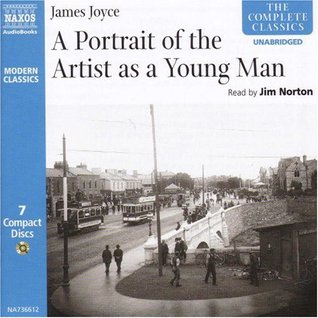 NAXOS
AudioBooks
James Joyce
THE
COMPLETE
CLASSICS
UNABRIDGED
A Portrait of the
Artist as a Young Man
MODERN
CLASSICS
Read by Jim Norton
7
Compact
Discs
NA736612